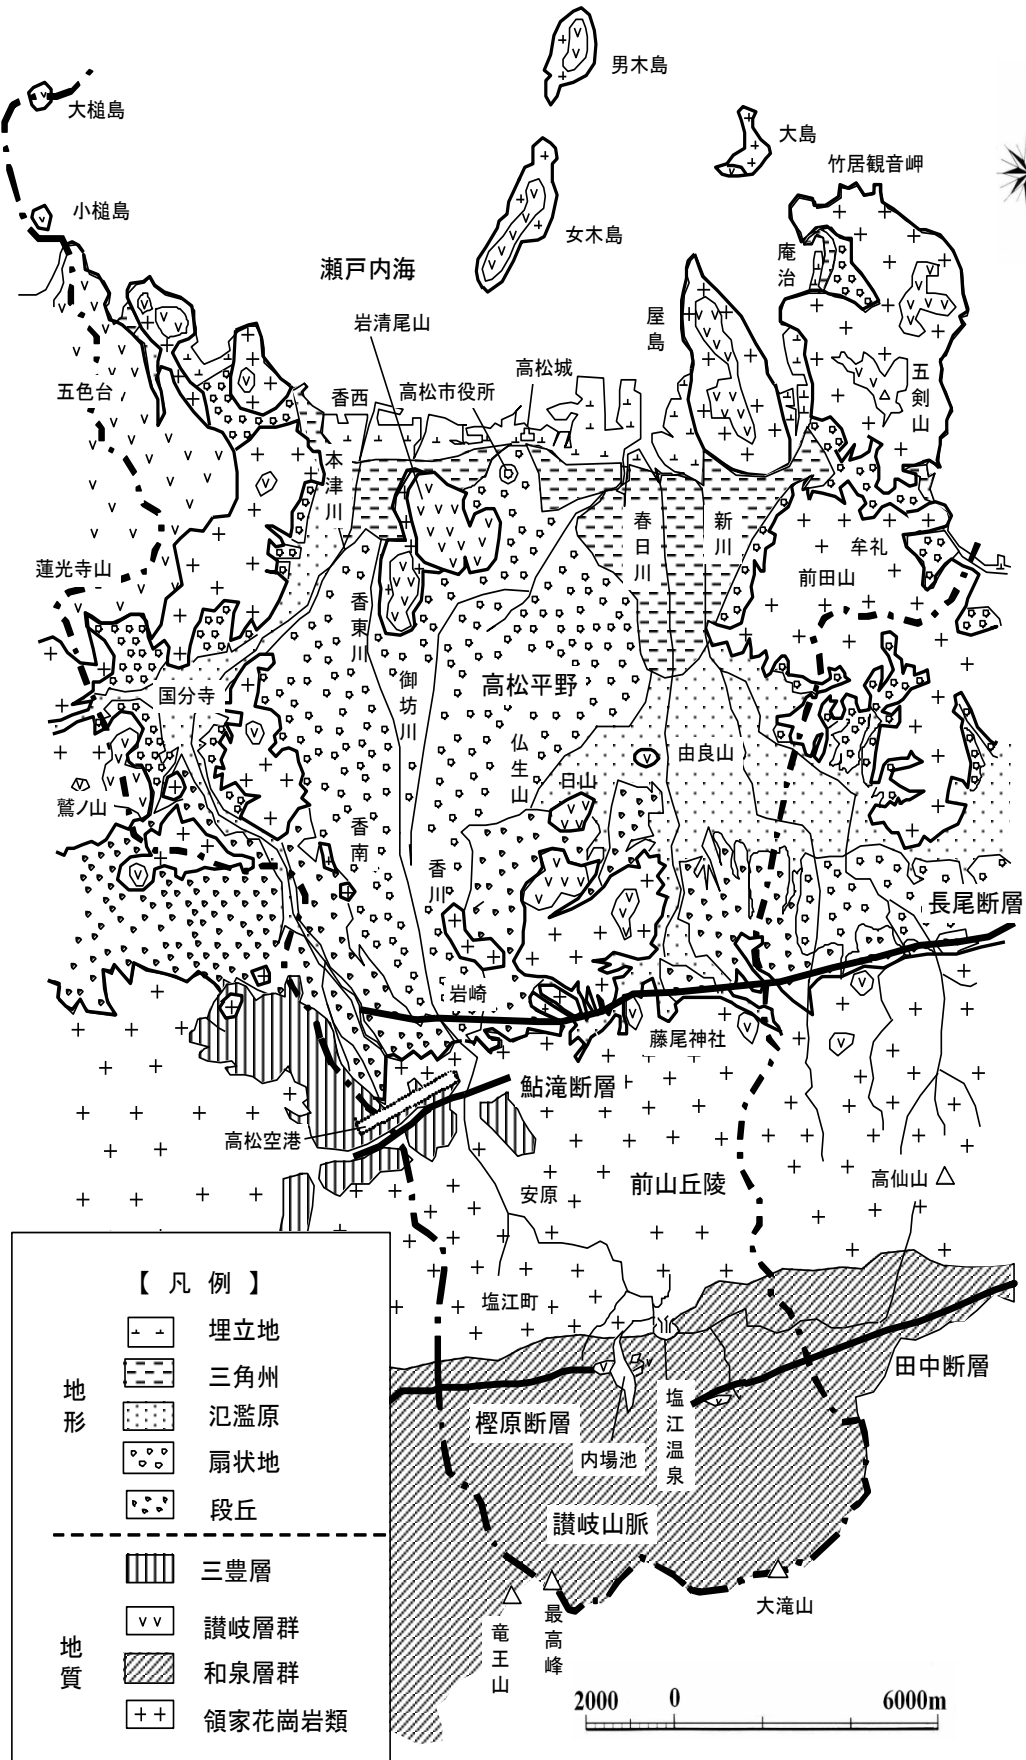 男木島
大槌島
大島
竹居観音岬
小槌島
女木島
庵治
瀬戸内海
屋島
岩清尾山
高松城
五色台
香西
高松市役所
五剣山
本津川
春日川
新川
牟礼
蓮光寺山
前田山
香東川
御坊川
高松平野
国分寺
仏生山
由良山
日山
鷲ノ山
香南
香川
長尾断層
岩崎
藤尾神社
鮎滝断層
高松空港
前山丘陵
高仙山
安原
塩江町
田中断層
樫原断層
塩江温泉
内場池
讃岐山脈
大滝山
竜王山
最高峰
【 凡 例 】
地形
埋立地
三角州
氾濫原
扇状地
段丘
地質
三豊層
讃岐層群
和泉層群
領家花崗岩類
2000 0 6000m